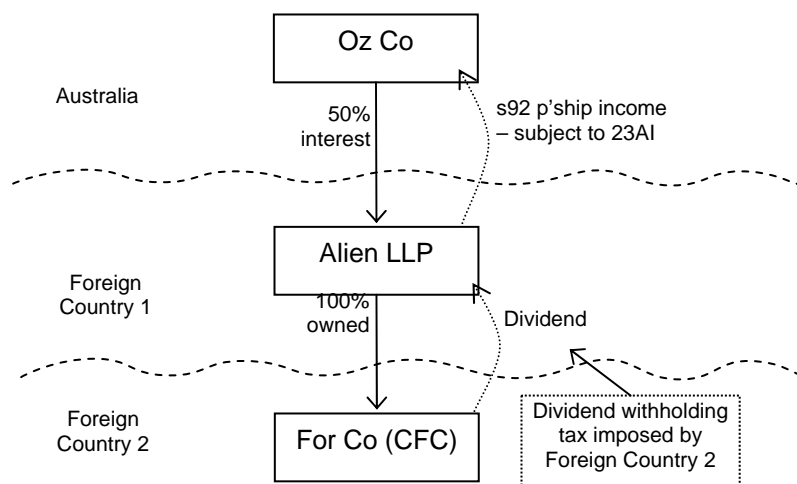 Oz Co
Australia
50%
interest
s92 p'ship income
– subject to 23AI
Alien LLP
Foreign
Country 1
100%
owned
Dividend
Foreign
Country 2
For Co (CFC)
Dividend withholding
tax imposed by
Foreign Country 2